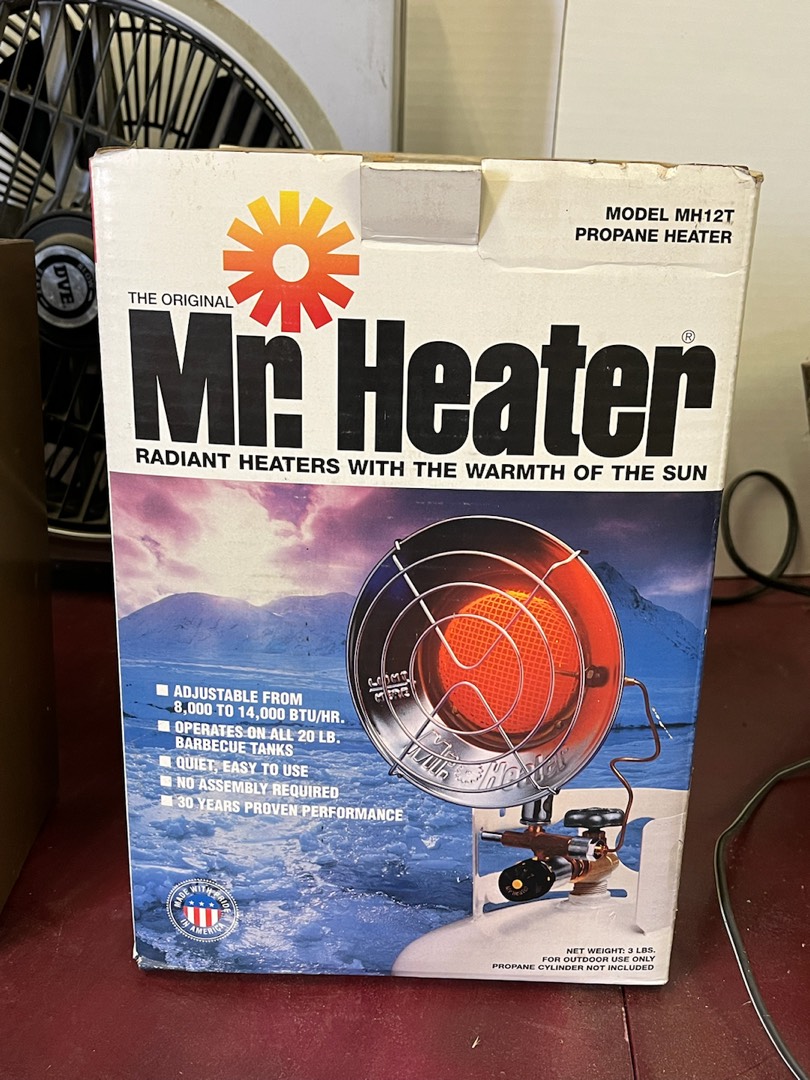 MODEL MH12T
PROPANE HEATER
THE ORIGINAL
Mr. Heater®
RADIANT HEATERS WITH THE WARMTH OF THE SUN
ADJUSTABLE FROM
8,000 TO 14,000 BTU/HR.
OPERATES ON ALL 20 LB.
BARBECUE TANKS
QUIET, EASY TO USE
NO ASSEMBLY REQUIRED
30 YEARS PROVEN PERFORMANCE
Heater
MADE WITH PRIDE
IN AMERICA
NET WEIGHT: 3 LBS.
FOR OUTDOOR USE ONLY
PROPANE CYLINDER NOT INCLUDED